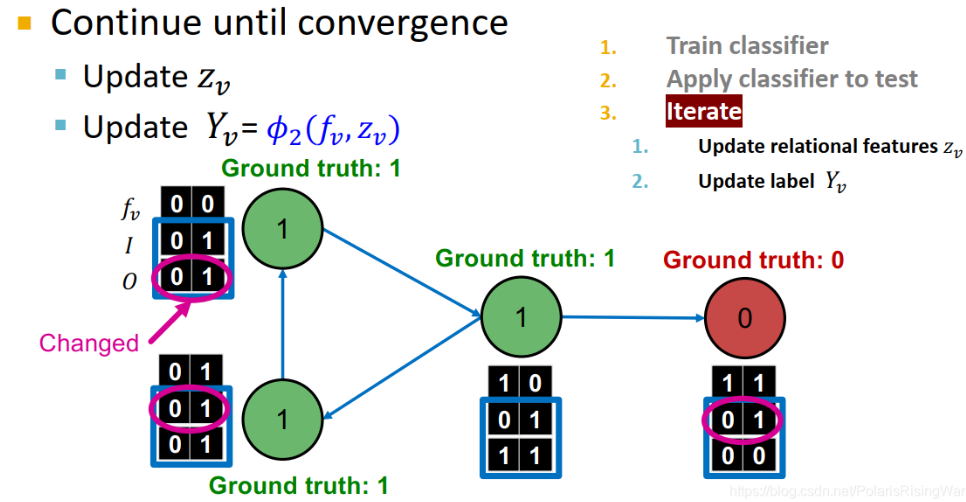 Continue until convergence
Update z_v
Update Y_v = ϕ_2(f_v, z_v)
1. Train classifier
2. Apply classifier to test
3. Iterate
1. Update relational features z_v
2. Update label Y_v
Ground truth: 1
f_v 0 0
I 0 1
O 0 1
1
Changed
Ground truth: 1
1
Ground truth: 0
0
0 1
0 1
0 1
1
Ground truth: 1
1 0
0 1
1 1
1 1
0 1
0 0
https://blog.csdn.net/PolarisRisingWar